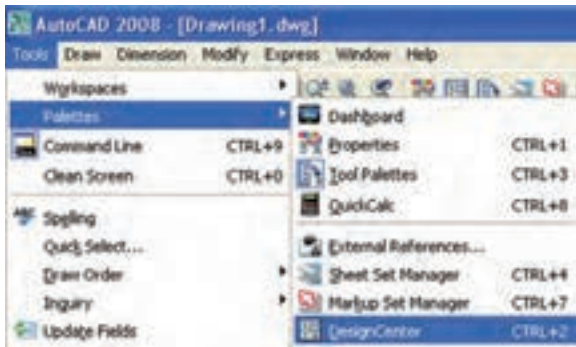 AutoCAD 2008 - [Drawing1.dwg]
Tools Draw Dimension Modify Express Window Help
Workspaces
Palettes
Command Line CTRL+9
Clean Screen CTRL+0
Spelling
Quick Select...
Draw Order
Inquiry
Update Fields
Dashboard
Properties CTRL+1
Tool Palettes CTRL+3
QuickCalc CTRL+8
External References...
Sheet Set Manager CTRL+4
Markup Set Manager CTRL+7
DesignCenter CTRL+2